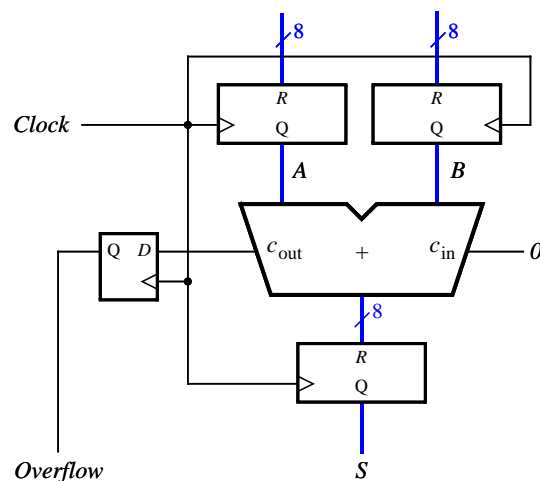 8 8
R R
Clock
Q Q
A B
Q D c_out + c_in 0
8
R
Q
Overflow S